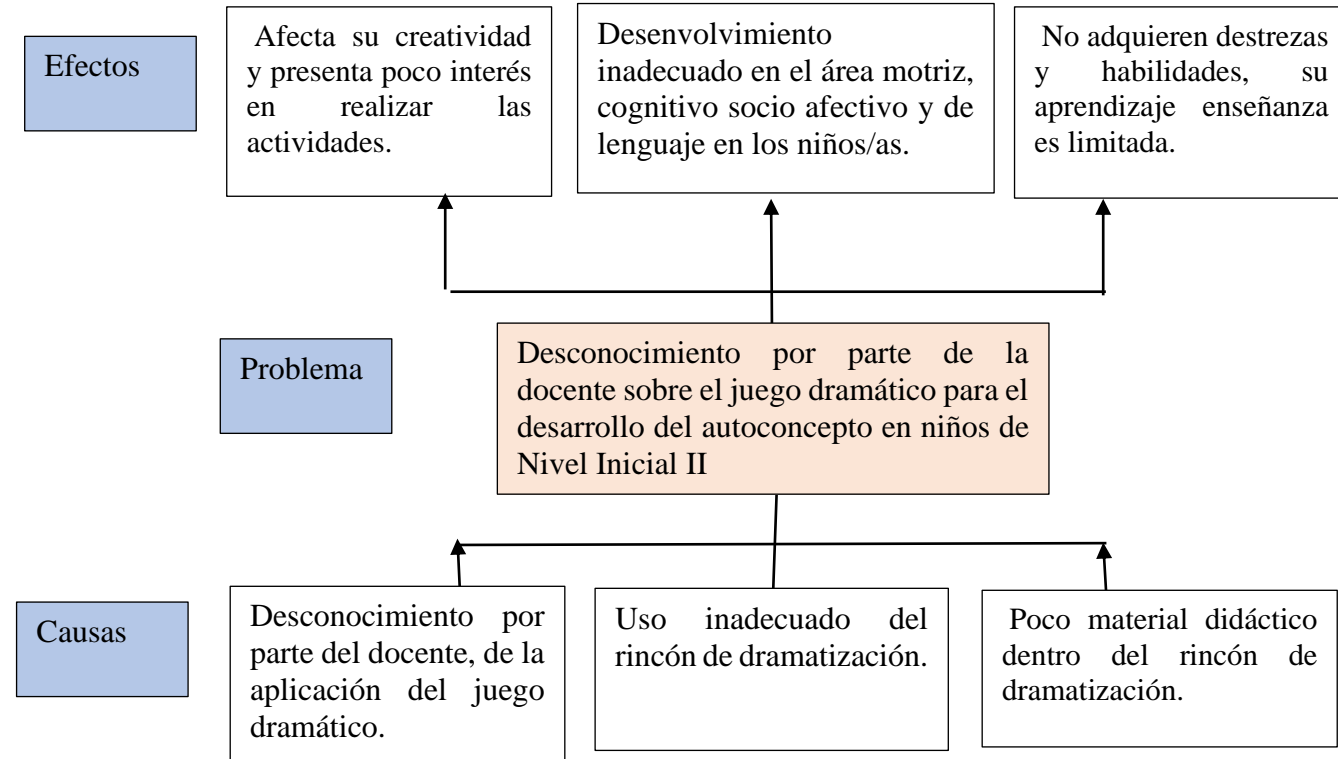 Efectos
Afecta su creatividad
y presenta poco interés
en realizar las
actividades.
Desenvolvimiento
inadecuado en el área motriz,
cognitivo socio afectivo y de
lenguaje en los niños/as.
No adquieren destrezas
y habilidades, su
aprendizaje enseñanza
es limitada.
Problema
Desconocimiento por parte de la
docente sobre el juego dramático para el
desarrollo del autoconcepto en niños de
Nivel Inicial II
Causas
Desconocimiento por
parte del docente, de la
aplicación del juego
dramático.
Uso inadecuado del
rincón de dramatización.
Poco material didáctico
dentro del rincón de
dramatización.